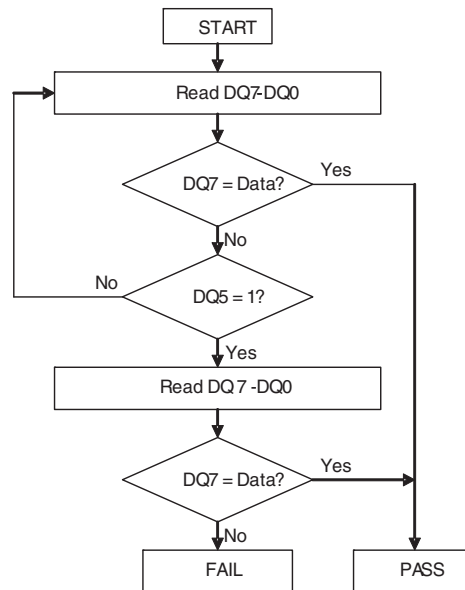 START
Read DQ7-DQ0
DQ7 = Data?
Yes
No
DQ5 = 1?
No
Yes
Read DQ 7 -DQ0
DQ7 = Data?
Yes
No
FAIL
PASS